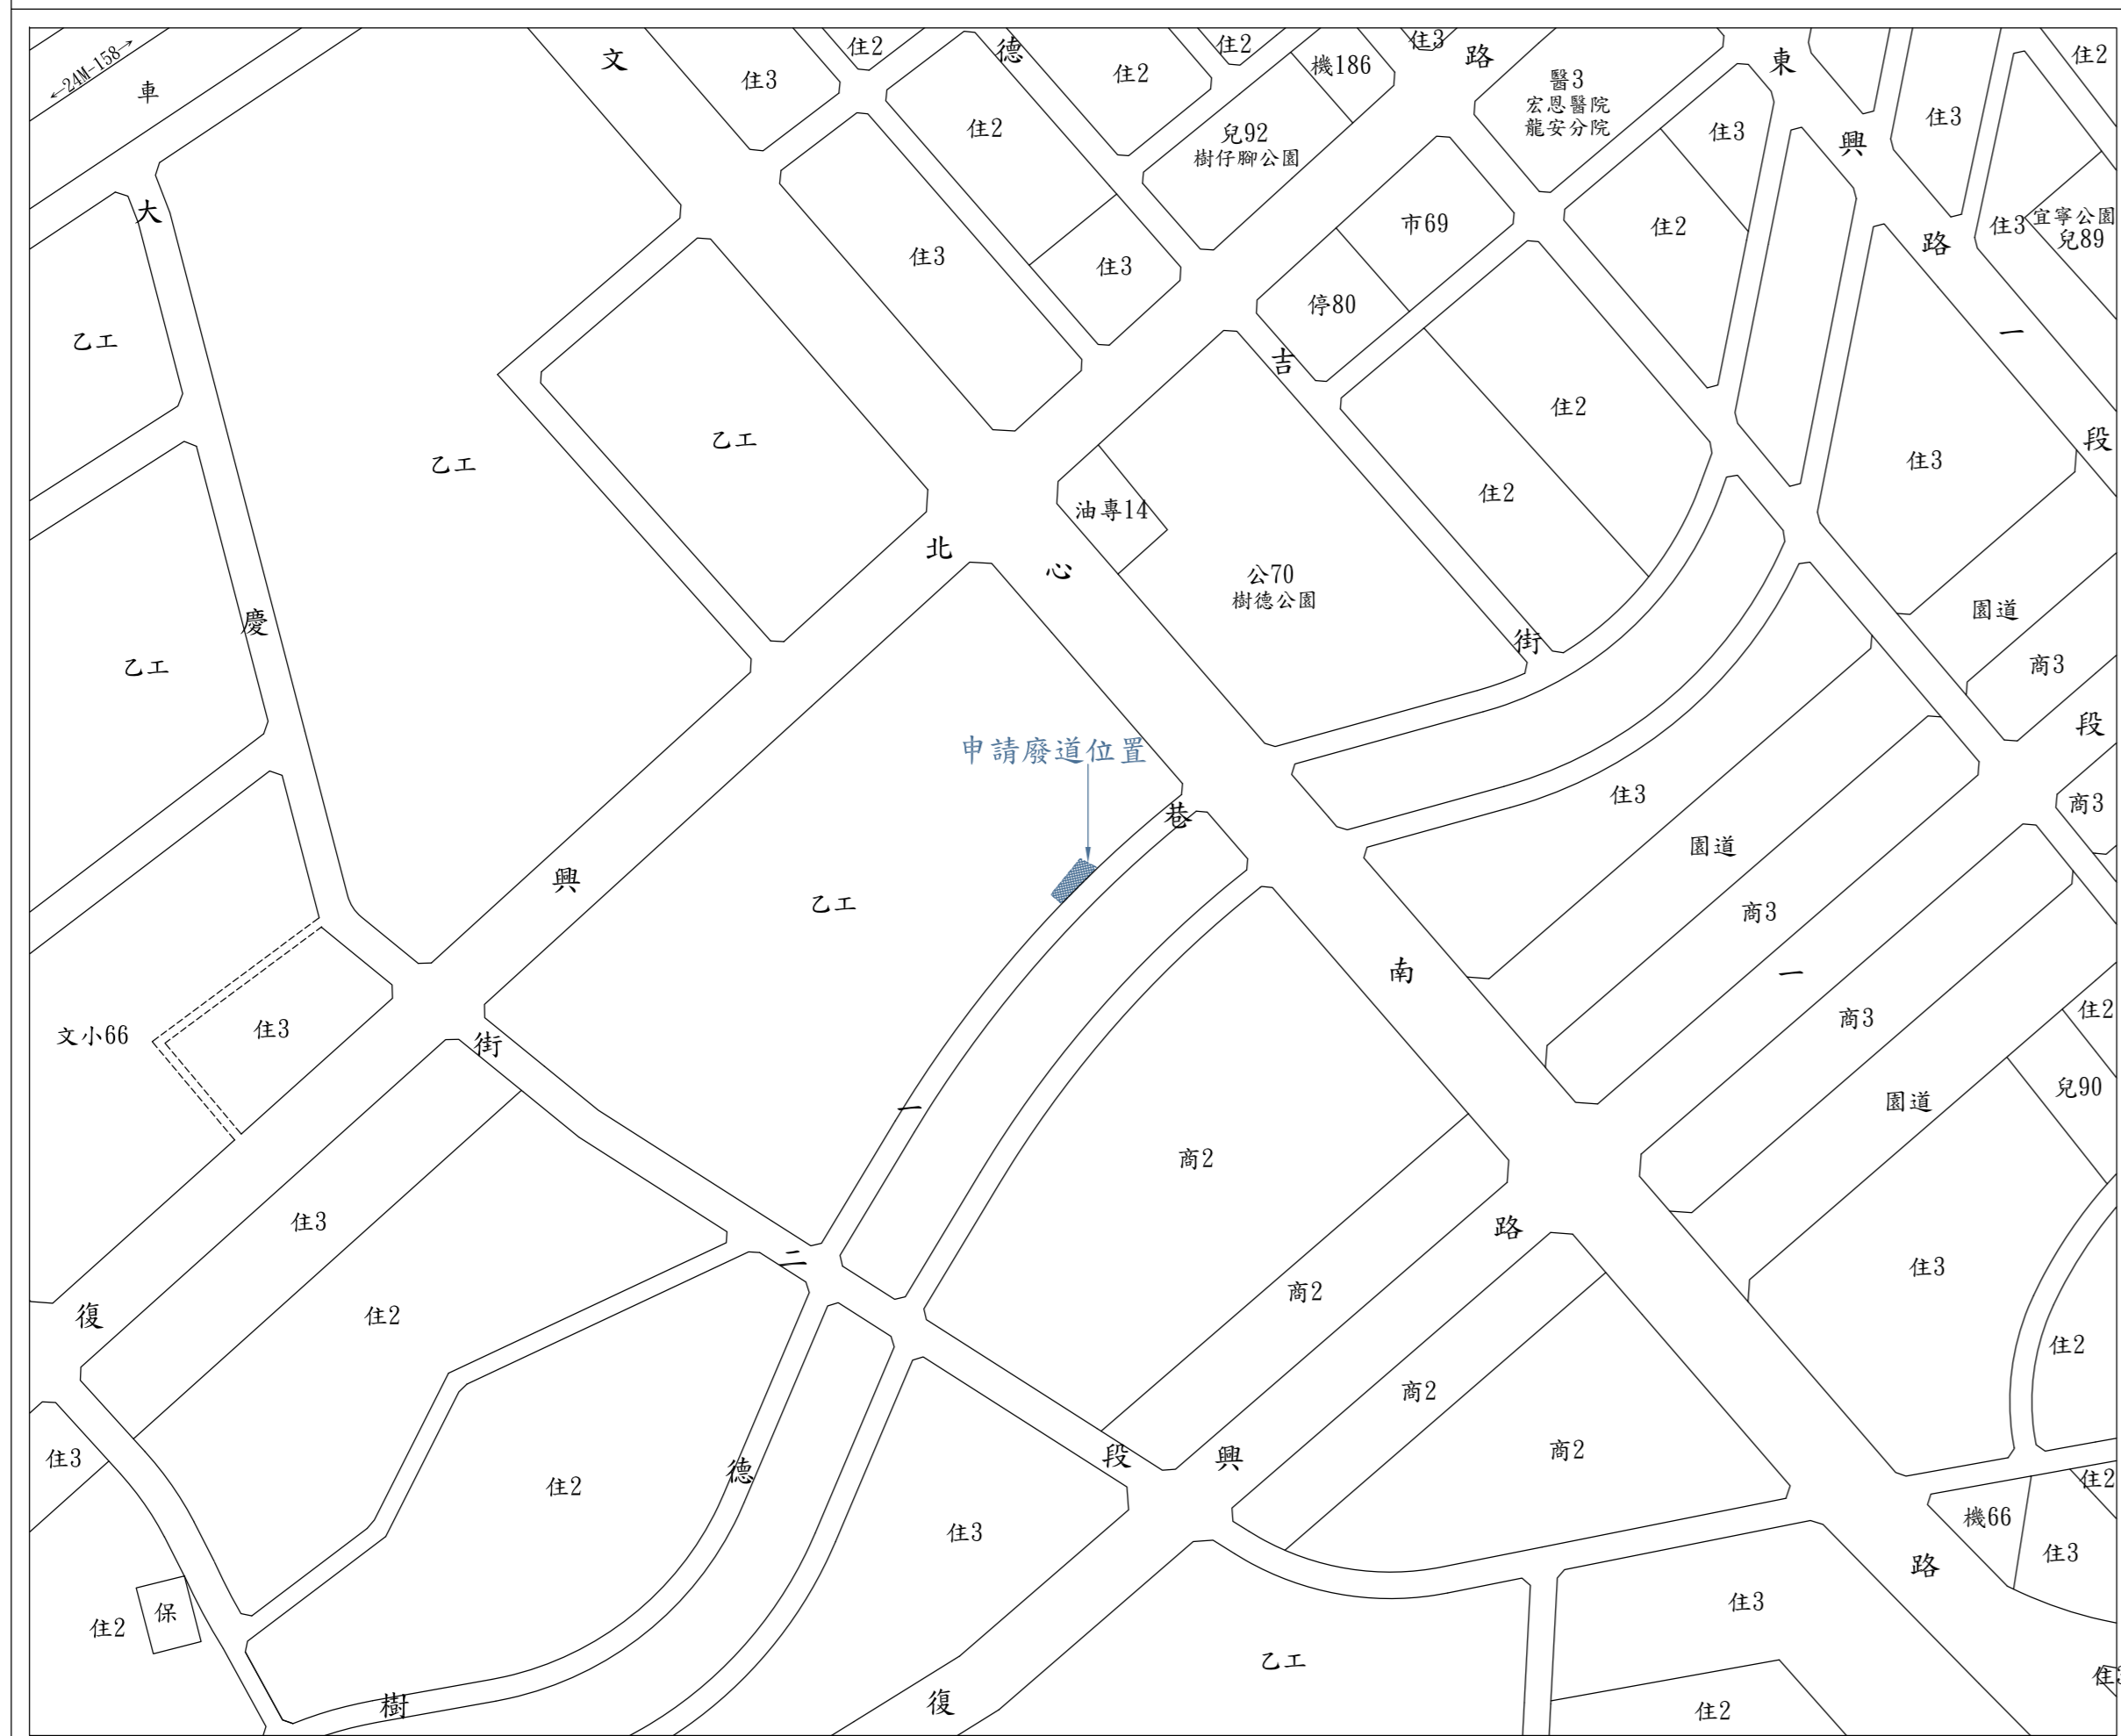 ←24M-158→
車
文
住3
住2
德
住2
住2
機186
住3
路
醫3
宏恩醫院
龍安分院
東
住2
住3
興
住3
住2
兒92
樹仔腳公園
大
住3
住3
市69
住2
路
住3
宜寧公園
兒89
停80
乙工
乙工
乙工
吉
住2
住2
一
段
住3
油專14
北
心
公70
樹德公園
街
園道
商3
慶
乙工
申請廢道位置
巷
段
住3
商3
園道
興
乙工
商3
南
一
商3
住2
文小66
住3
街
兒90
園道
一
商2
住3
二
路
住3
復
住2
商2
住2
商2
商2
住3
住2
德
段
興
住3
住2
機66
住3
路
住2
保
住3
乙工
樹
復
住2